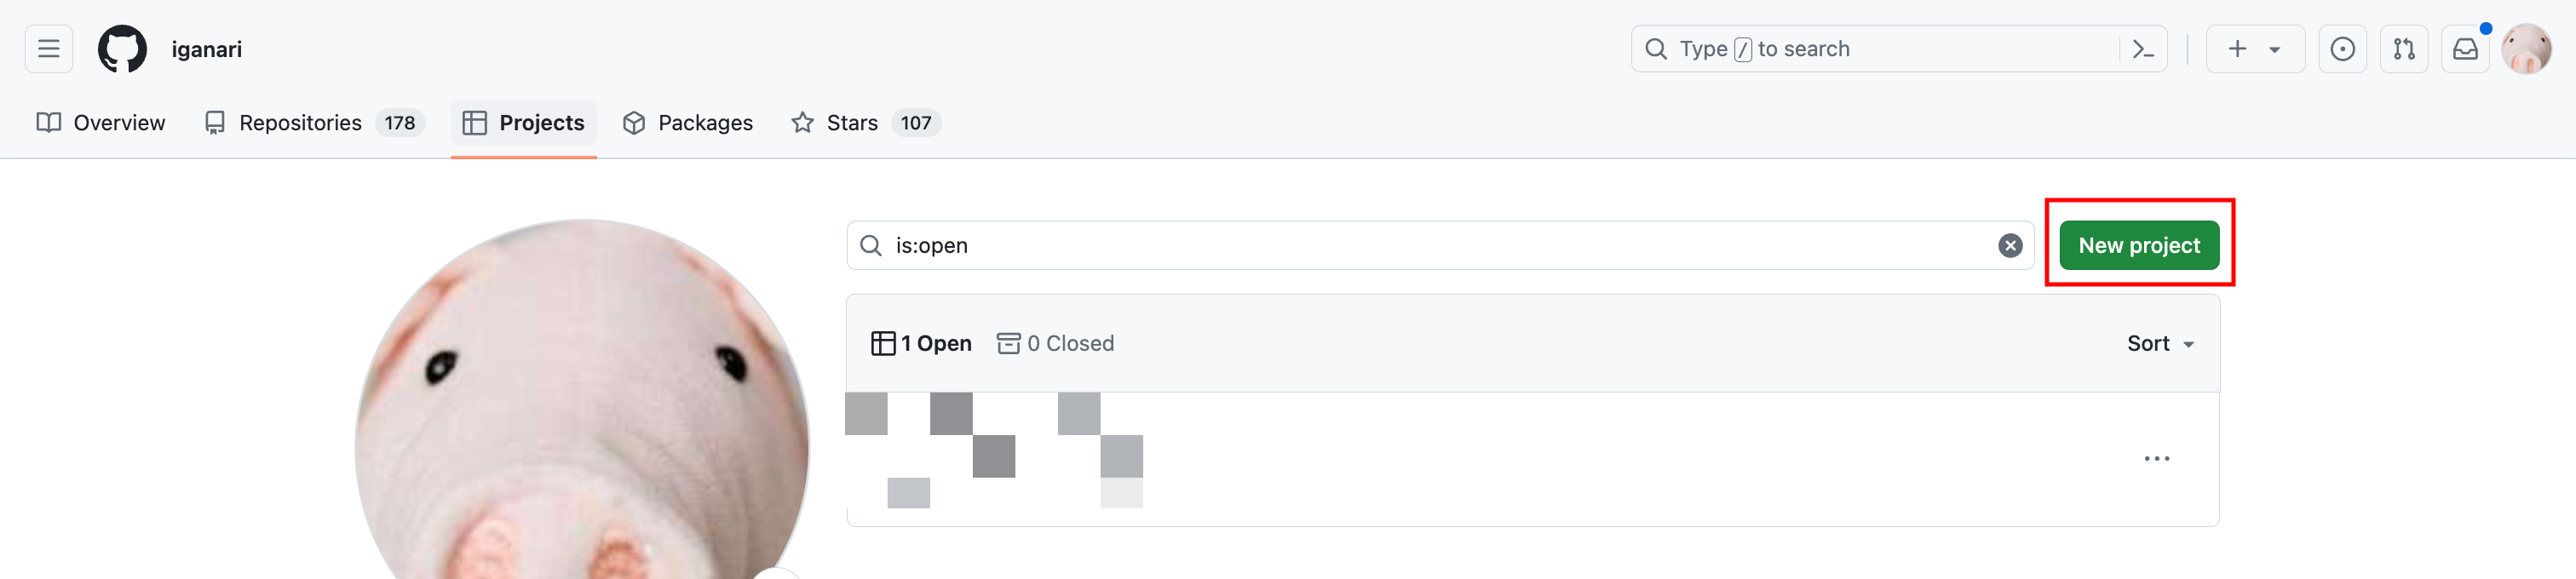 iganari
Type / to search
Overview Repositories 178 Projects Packages Stars 107
is:open New project
1 Open 0 Closed Sort